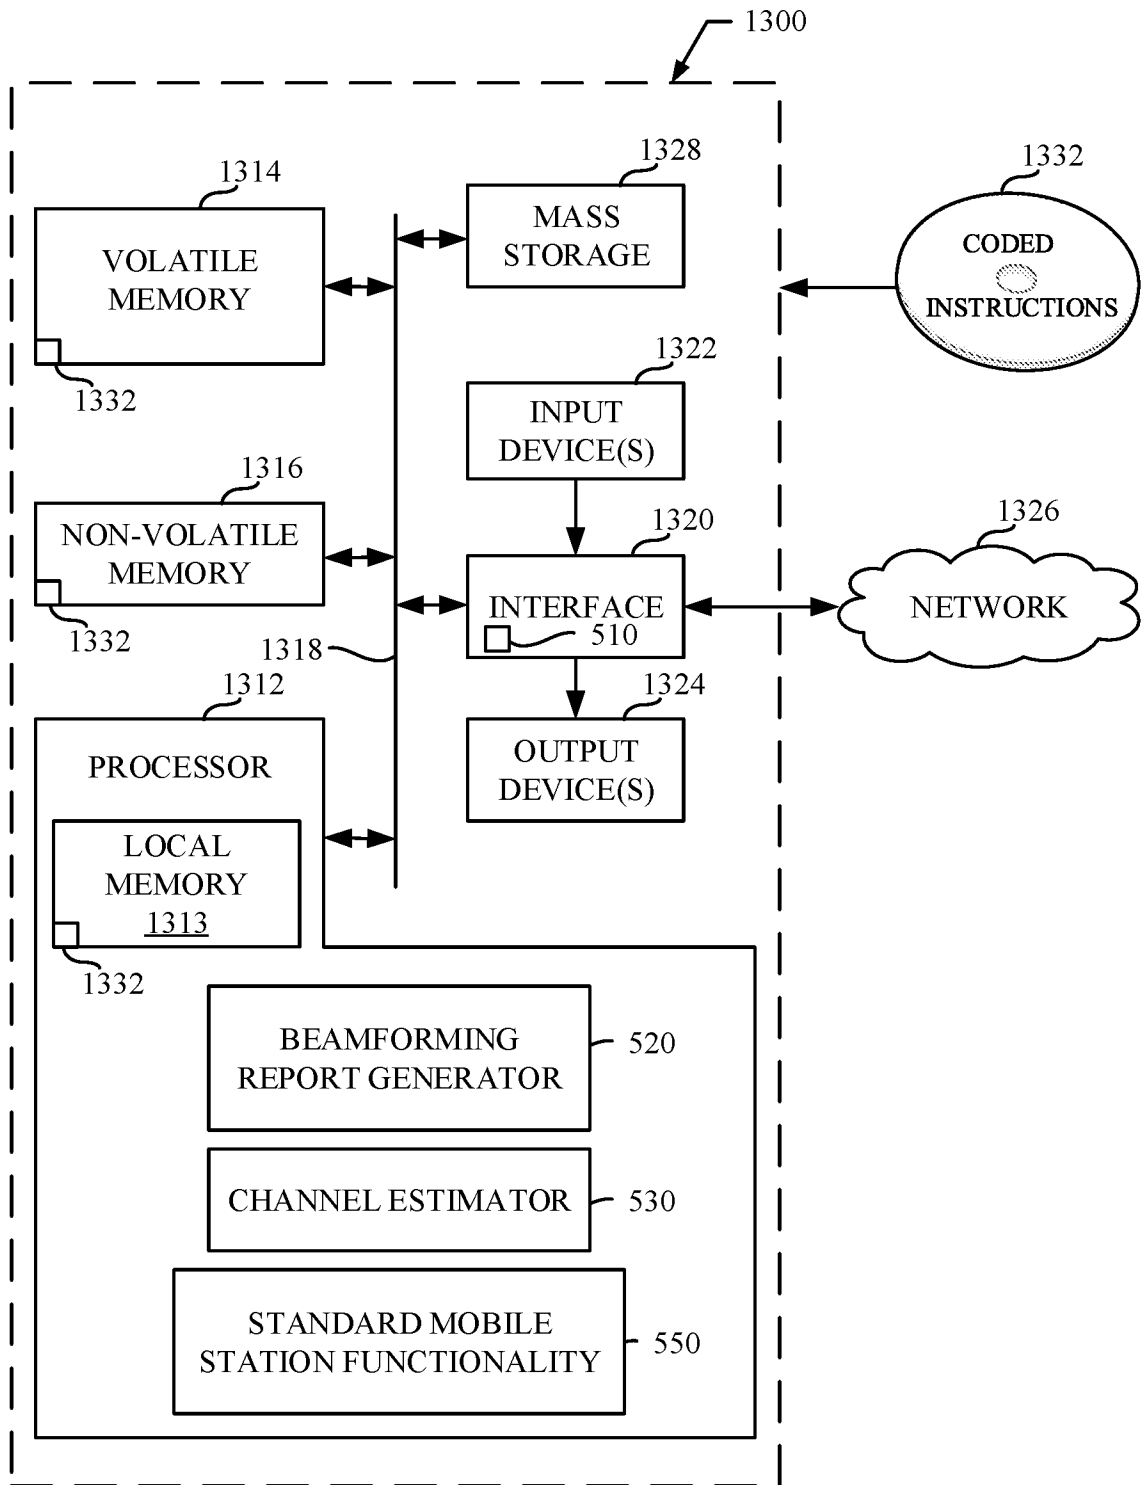 1300
1314
VOLATILE
MEMORY
1332
1328
MASS
STORAGE
1332
CODED
INSTRUCTIONS
1322
INPUT
DEVICE(S)
1316
NON-VOLATILE
MEMORY
1332
1320
INTERFACE
510
1326
NETWORK
1318
1324
OUTPUT
DEVICE(S)
1312
PROCESSOR
LOCAL
MEMORY
1313
1332
BEAMFORMING
REPORT GENERATOR
520
CHANNEL ESTIMATOR
530
STANDARD MOBILE
STATION FUNCTIONALITY
550